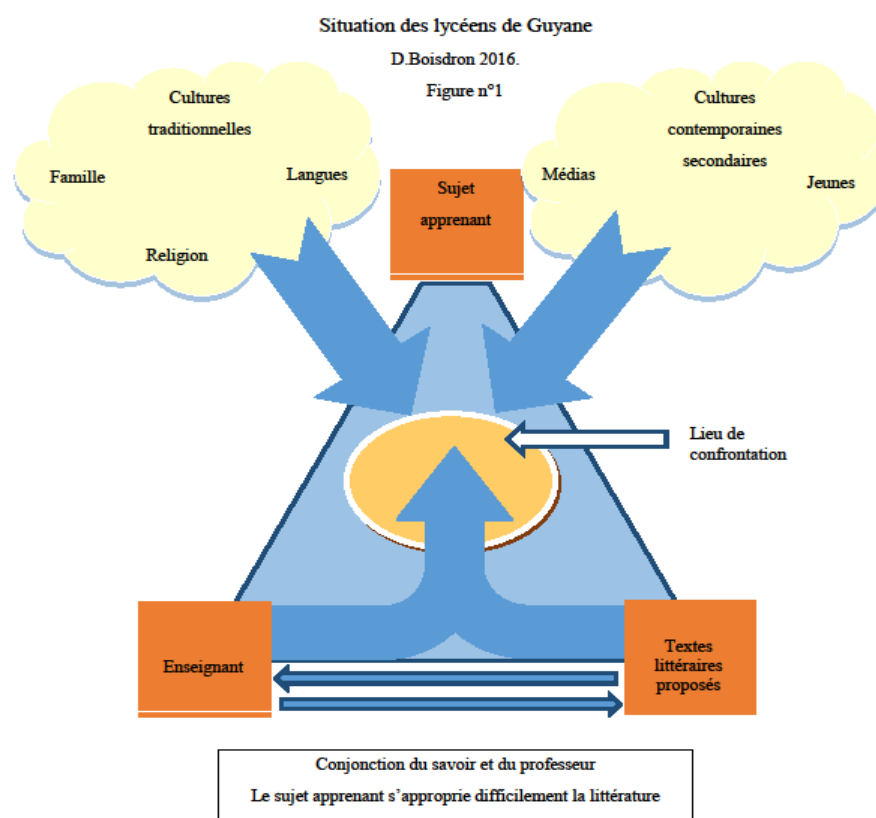 Situation des lycéens de Guyane
D.Boisdron 2016.
Figure n°1
Cultures
traditionnelles
Famille
Langues
Religion
Cultures
contemporaines
secondaires
Médias
Jeunes
Sujet
apprenant
Lieu de
confrontation
Enseignant
Textes
littéraires
proposés
Conjonction du savoir et du professeur
Le sujet apprenant s’approprie difficilement la littérature